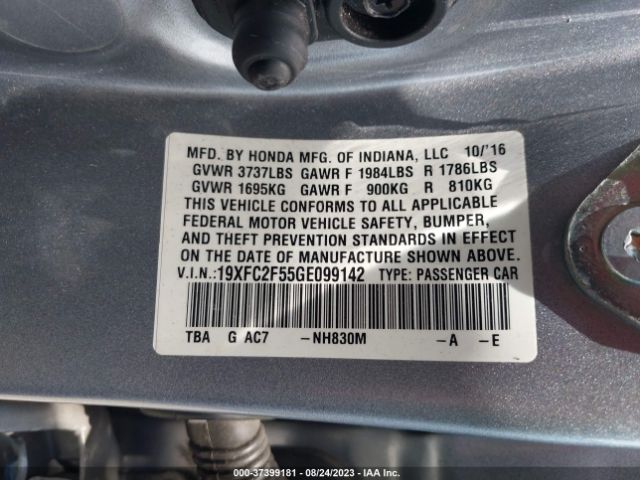 MFD. BY HONDA MFG. OF INDIANA, LLC 10/'16
GVWR 3737LBS GAWR F 1984LBS R 1786LBS
GVWR 1695KG GAWR F 900KG R 810KG
THIS VEHICLE CONFORMS TO ALL APPLICABLE
FEDERAL MOTOR VEHICLE SAFETY, BUMPER,
AND THEFT PREVENTION STANDARDS IN EFFECT
ON THE DATE OF MANUFACTURE SHOWN ABOVE.
V.I.N.:19XFC2F55GE099142 TYPE: PASSENGER CAR
TBA G AC7 -NH830M -A -E
000-37399181 - 08/24/2023 - IAA Inc.